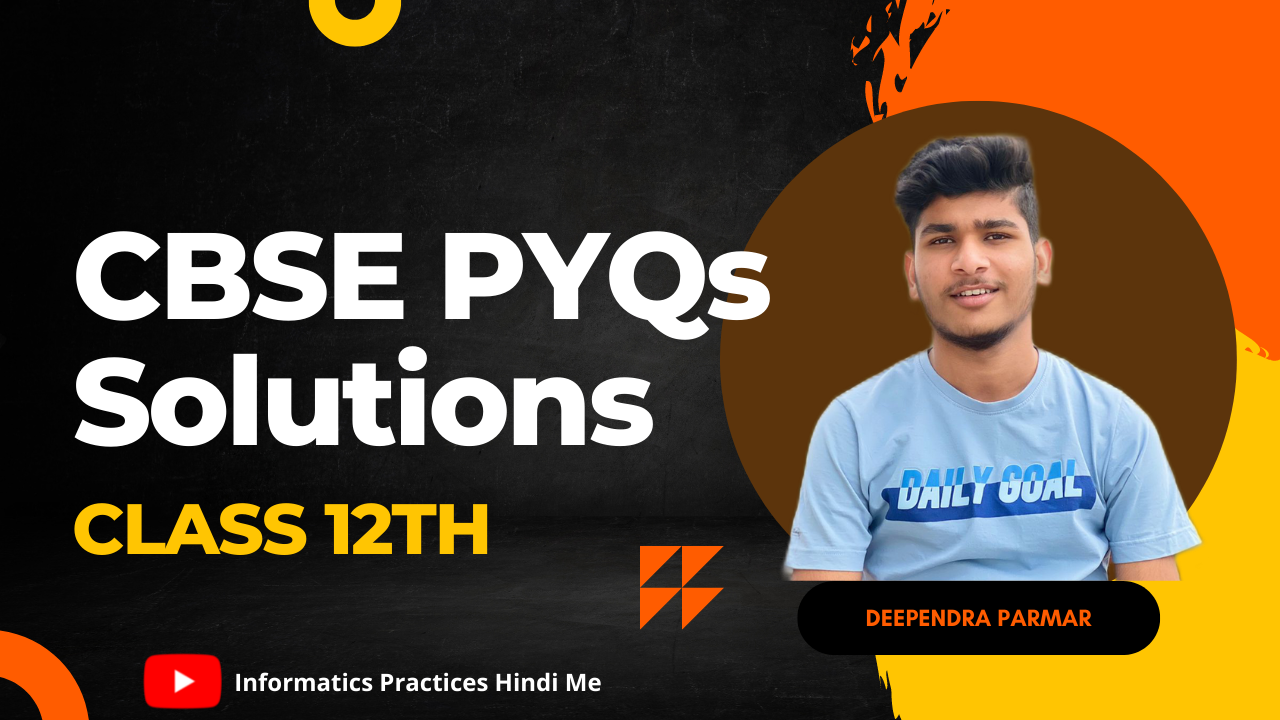 CBSE PYQs
Solutions
CLASS 12TH
DAILY GOAL
DEEPENDRA PARMAR
Informatics Practices Hindi Me